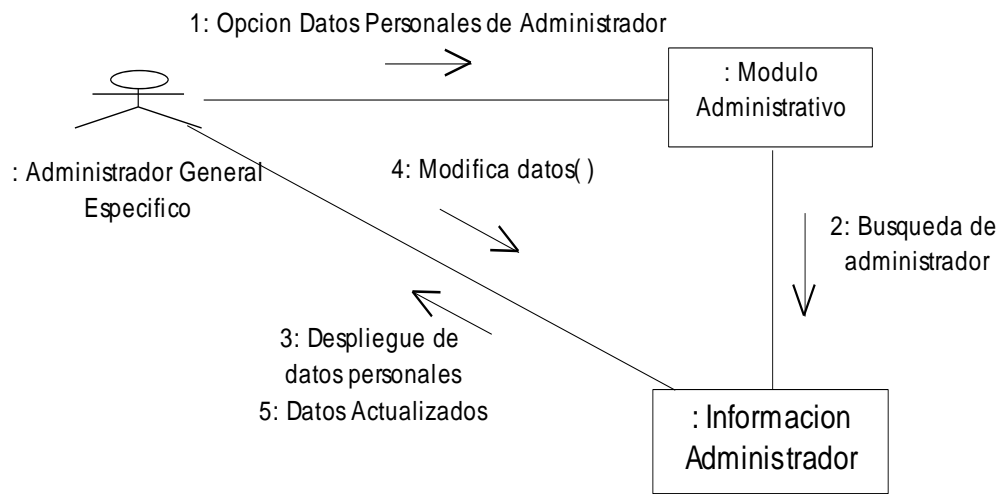 1: Opcion Datos Personales de Administrador
: Modulo
Administrativo
: Administrador General
Especifico
4: Modifica datos( )
2: Busqueda de
administrador
3: Despliegue de
datos personales
5: Datos Actualizados
: Informacion
Administrador